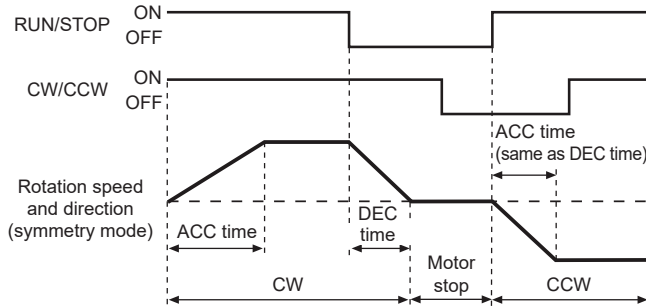 RUN/STOP
ON
OFF
CW/CCW
ON
OFF
ACC time
(same as DEC time)
Rotation speed
and direction
(symmetry mode)
ACC time
DEC
time
CW
Motor
stop
CCW